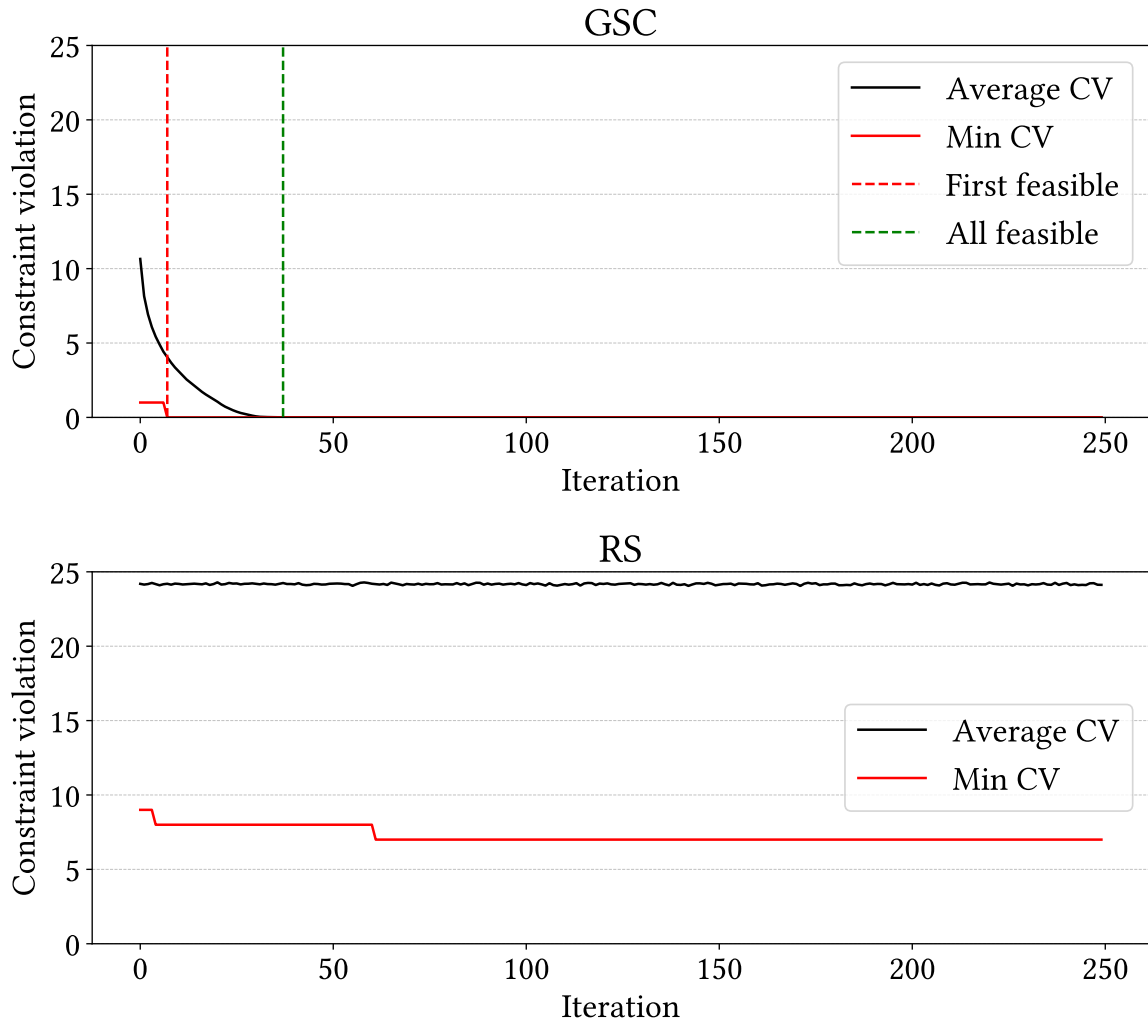 GSC
Constraint violation
25
20
15
10
5
0
Average CV
Min CV
First feasible
All feasible
0 50 100 150 200 250
Iteration
RS
Constraint violation
25
20
15
10
5
0
Average CV
Min CV
0 50 100 150 200 250
Iteration